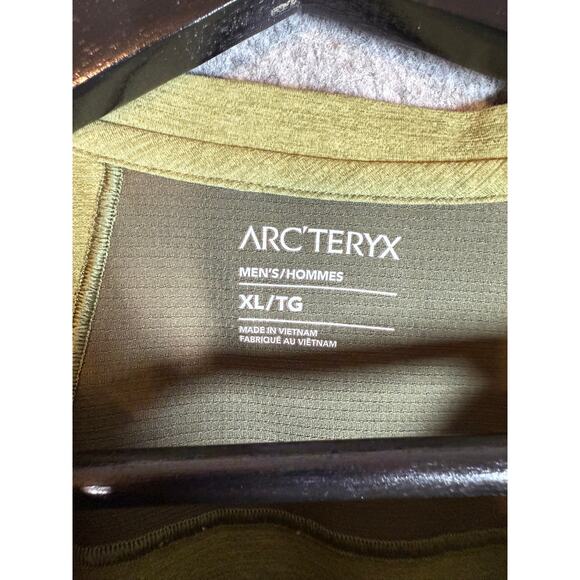 ARC'TERYX
MEN'S/HOMMES
XL/TG
MADE IN VIETNAM
FABRIQUÉ AU VIÊTNAM